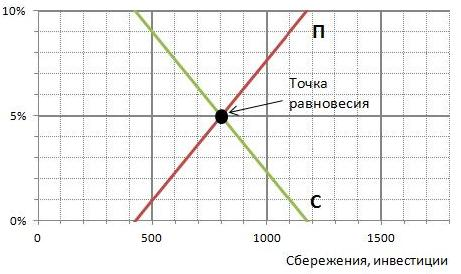 10%
П
Точка
равновесия
5%
С
0%
0 500 1000 1500
Сбережения, инвестиции